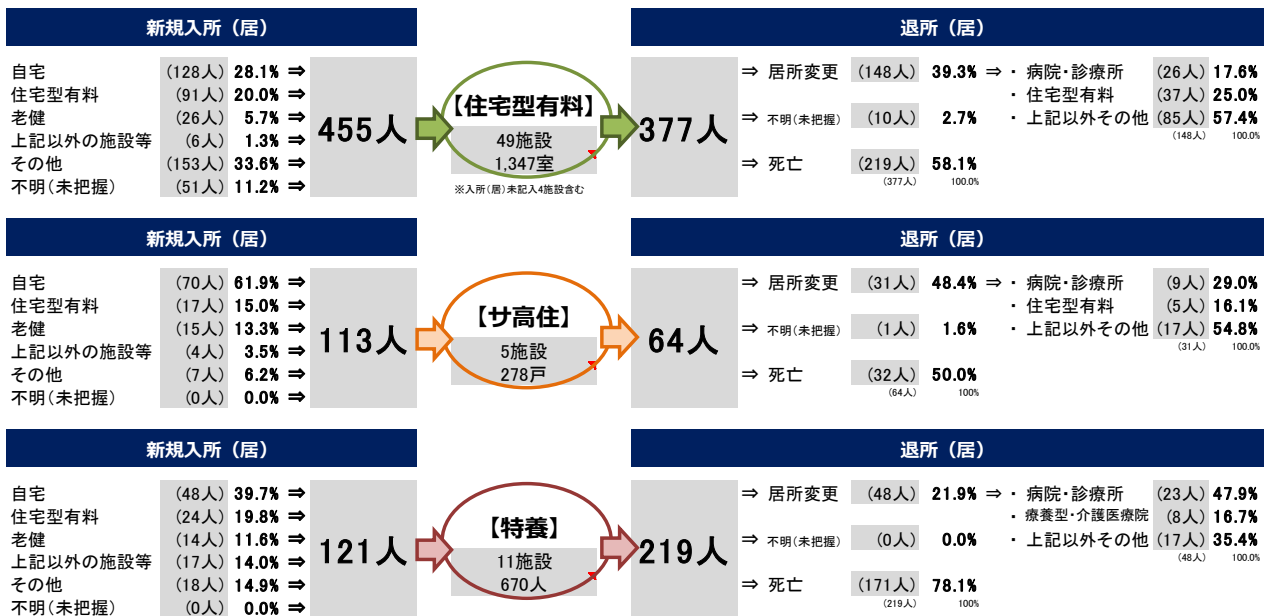 新規入所（居）
退所（居）
自宅 (128人) 28.1% ⇒
住宅型有料 (91人) 20.0% ⇒
老健 (26人) 5.7% ⇒
上記以外の施設等 (6人) 1.3% ⇒
その他 (153人) 33.6% ⇒
不明(未把握) (51人) 11.2% ⇒
455人
【住宅型有料】
49施設
1,347室
※入所(居)未記入4施設含む
377人
⇒ 居所変更 (148人) 39.3% ⇒
⇒ 不明(未把握) (10人) 2.7%
⇒ 死亡 (219人) 58.1%
(377人) 100.0%
・ 病院・診療所 (26人) 17.6%
・ 住宅型有料 (37人) 25.0%
・ 上記以外その他 (85人) 57.4%
(148人) 100.0%
新規入所（居）
退所（居）
自宅 (70人) 61.9% ⇒
住宅型有料 (17人) 15.0% ⇒
老健 (15人) 13.3% ⇒
上記以外の施設等 (4人) 3.5% ⇒
その他 (7人) 6.2% ⇒
不明(未把握) (0人) 0.0% ⇒
113人
【サ高住】
5施設
278戸
64人
⇒ 居所変更 (31人) 48.4% ⇒
⇒ 不明(未把握) (1人) 1.6%
⇒ 死亡 (32人) 50.0%
(64人) 100%
・ 病院・診療所 (9人) 29.0%
・ 住宅型有料 (5人) 16.1%
・ 上記以外その他 (17人) 54.8%
(31人) 100.0%
新規入所（居）
退所（居）
自宅 (48人) 39.7% ⇒
住宅型有料 (24人) 19.8% ⇒
老健 (14人) 11.6% ⇒
上記以外の施設等 (17人) 14.0% ⇒
その他 (18人) 14.9% ⇒
不明(未把握) (0人) 0.0% ⇒
121人
【特養】
11施設
670人
219人
⇒ 居所変更 (48人) 21.9% ⇒
⇒ 不明(未把握) (0人) 0.0%
⇒ 死亡 (171人) 78.1%
(219人) 100%
・ 病院・診療所 (23人) 47.9%
・ 療養型・介護医療院 (8人) 16.7%
・ 上記以外その他 (17人) 35.4%
(48人) 100.0%